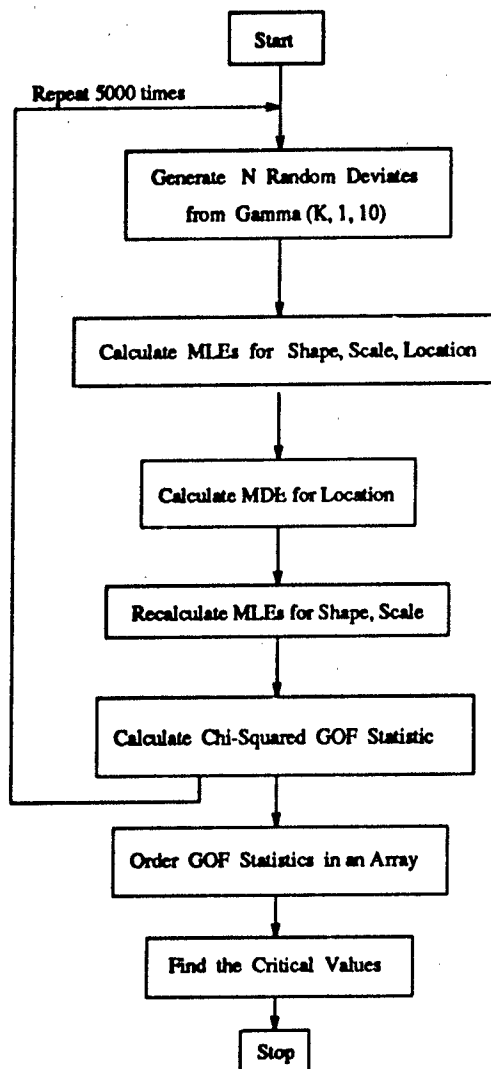 Start
Repeat 5000 times
Generate N Random Deviates
from Gamma (K, 1, 10)
Calculate MLEs for Shape, Scale, Location
Calculate MDE for Location
Recalculate MLEs for Shape, Scale
Calculate Chi-Squared GOF Statistic
Order GOF Statistics in an Array
Find the Critical Values
Stop